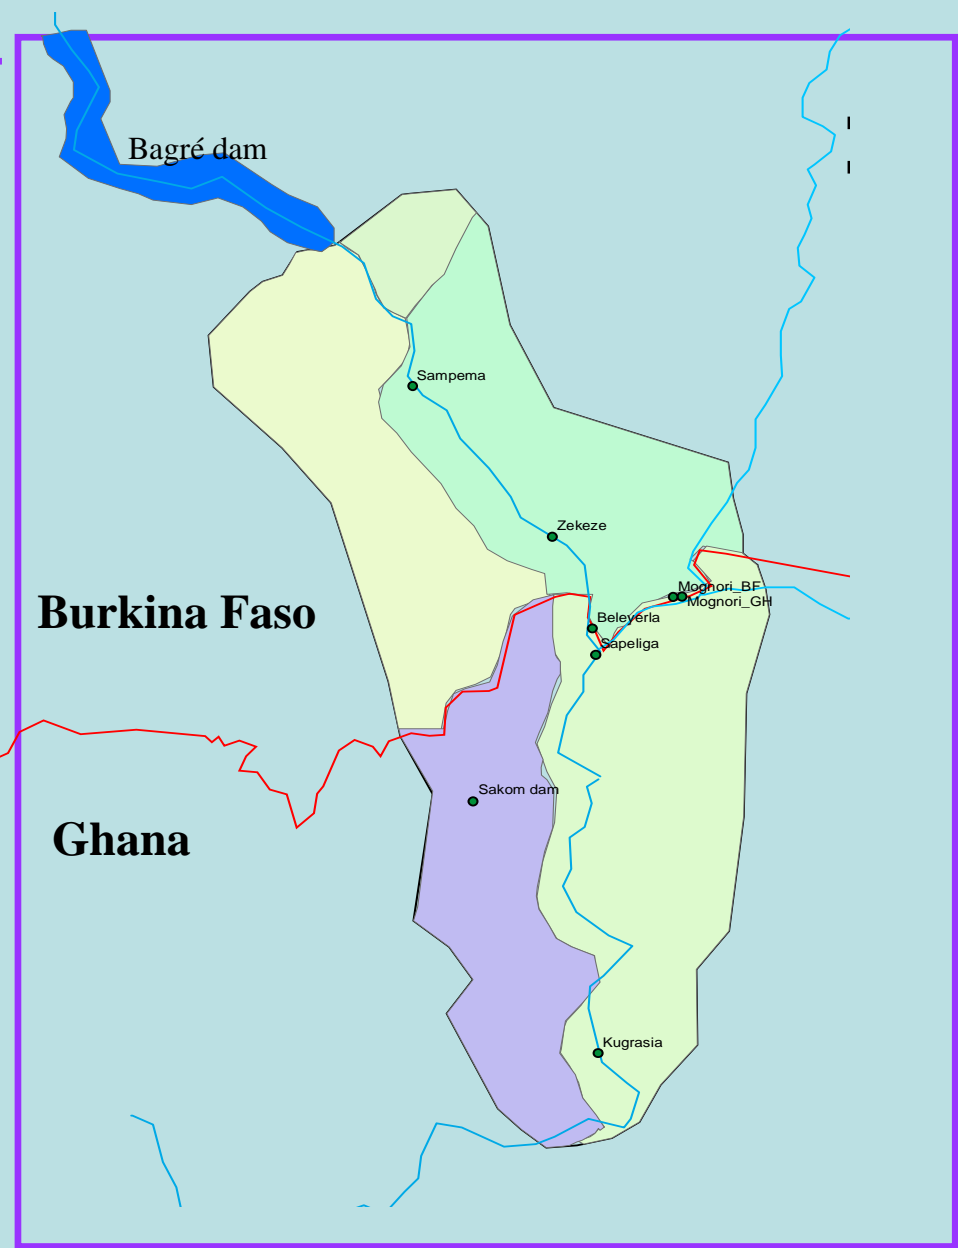 Bagré dam
Sampema
Zekeze
Mognori_BF
Mognori_GH
Burkina Faso
Beleyerla
Sapeliga
Sakom dam
Ghana
Kugrasia